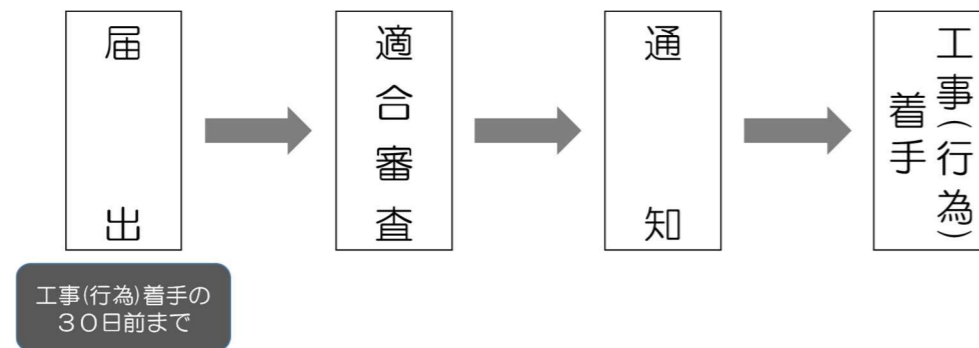 届出
適合審査
通知
工事(行為)
着手
工事(行為)着手の
３０日前まで